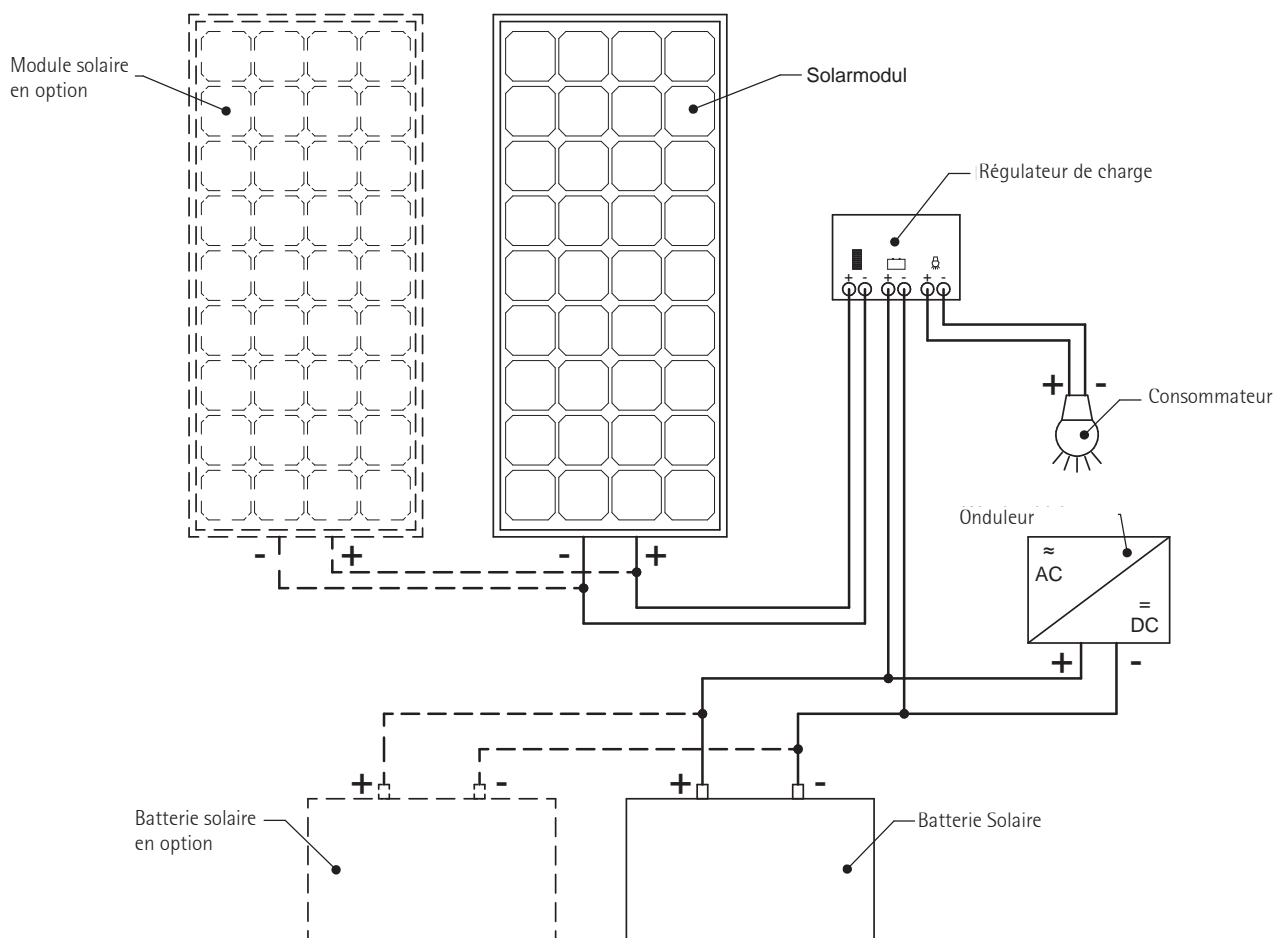 Module solaire
en option
Solarmodul
Régulateur de charge
+ - + - + -
+ -
Consommateur
Onduleur
≈
AC
=
DC
- +
- +
+ -
+ -
+ -
Batterie solaire
en option
Batterie Solaire